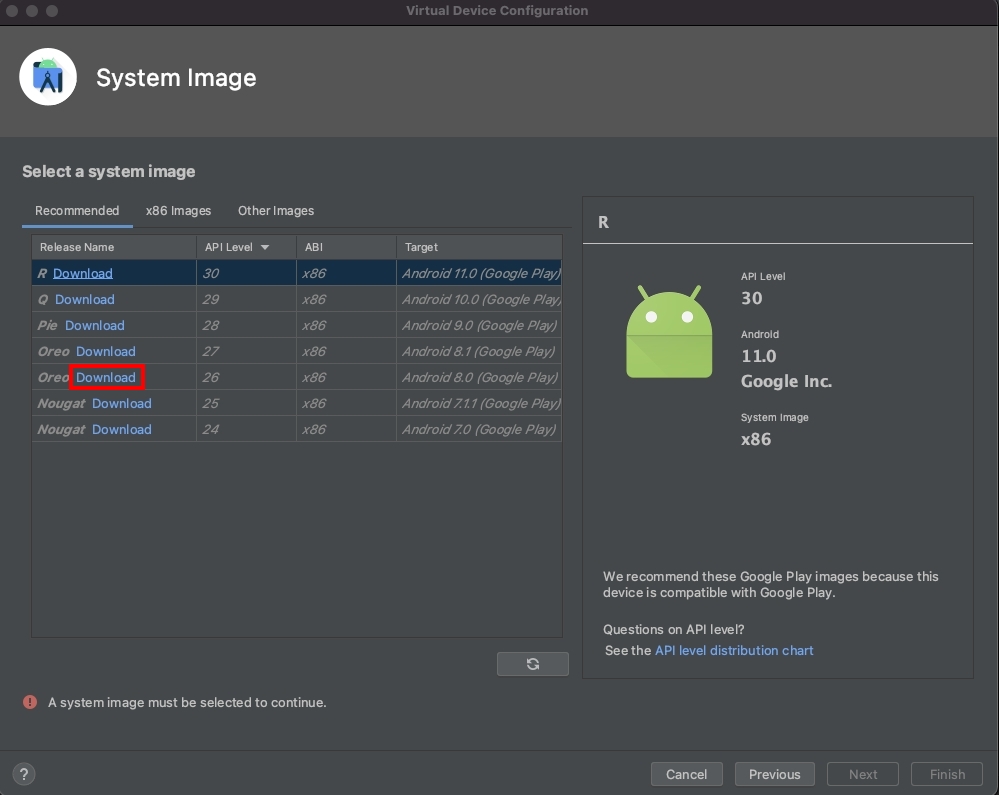 Virtual Device Configuration
System Image
Select a system image
Recommended x86 Images Other Images
Release Name API Level ABI Target
R Download 30 x86 Android 11.0 (Google Play)
Q Download 29 x86 Android 10.0 (Google Play)
Pie Download 28 x86 Android 9.0 (Google Play)
Oreo Download 27 x86 Android 8.1 (Google Play)
Oreo Download 26 x86 Android 8.0 (Google Play)
Nougat Download 25 x86 Android 7.1.1 (Google Play)
Nougat Download 24 x86 Android 7.0 (Google Play)
R
API Level
30
Android
11.0
Google Inc.
System Image
x86
We recommend these Google Play images because this
device is compatible with Google Play.
Questions on API level?
See the API level distribution chart
! A system image must be selected to continue.
? Cancel Previous Next Finish